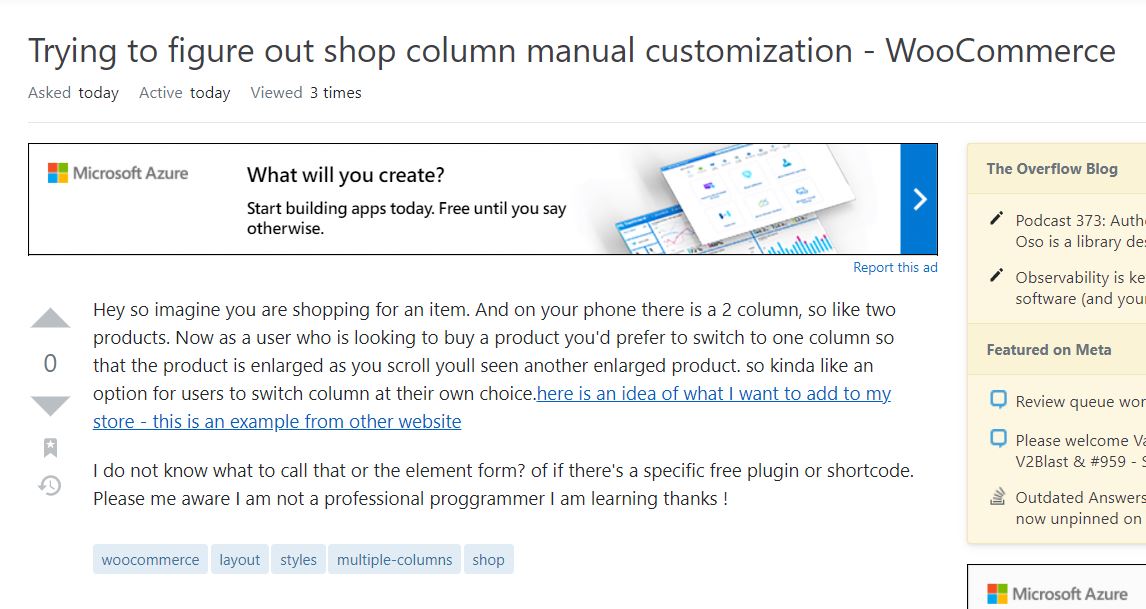 Trying to figure out shop column manual customization - WooCommerce
Asked today Active today Viewed 3 times
Microsoft Azure
What will you create?
Start building apps today. Free until you say
otherwise.
Report this ad
0
Hey so imagine you are shopping for an item. And on your phone there is a 2 column, so like two
products. Now as a user who is looking to buy a product you'd prefer to switch to one column so
that the product is enlarged as you scroll youll seen another enlarged product. so kinda like an
option for users to switch column at their own choice.here is an idea of what I want to add to my
store - this is an example from other website
I do not know what to call that or the element form? of if there's a specific free plugin or shortcode.
Please me aware I am not a professional proggrammer I am learning thanks !
woocommerce layout styles multiple-columns shop
The Overflow Blog
Podcast 373: Auth
Oso is a library de
Observability is ke
software (and you
Featured on Meta
Review queue wor
Please welcome Va
V2Blast & #959 - S
Outdated Answers
now unpinned on
Microsoft Azure